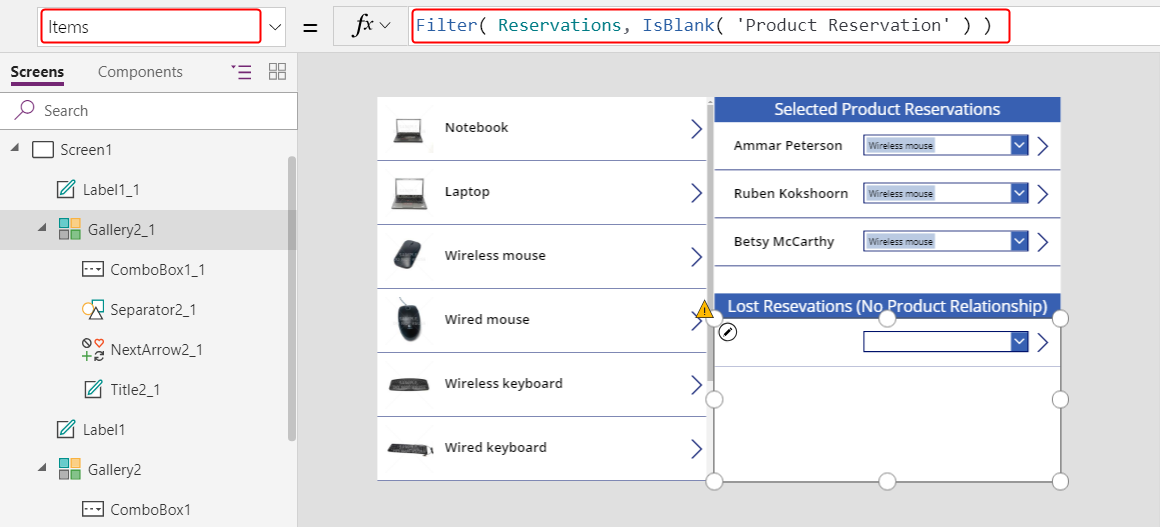 Items
=
fx
Filter( Reservations, IsBlank( 'Product Reservation' ) )
Screens
Components
Search
Screen1
Label1_1
Gallery2_1
ComboBox1_1
Separator2_1
NextArrow2_1
Title2_1
Label1
Gallery2
ComboBox1
Notebook
Laptop
Wireless mouse
Wired mouse
Wireless keyboard
Wired keyboard
Selected Product Reservations
Ammar Peterson Wireless mouse
Ruben Kokshoorn Wireless mouse
Betsy McCarthy Wireless mouse
Lost Resevations (No Product Relationship)